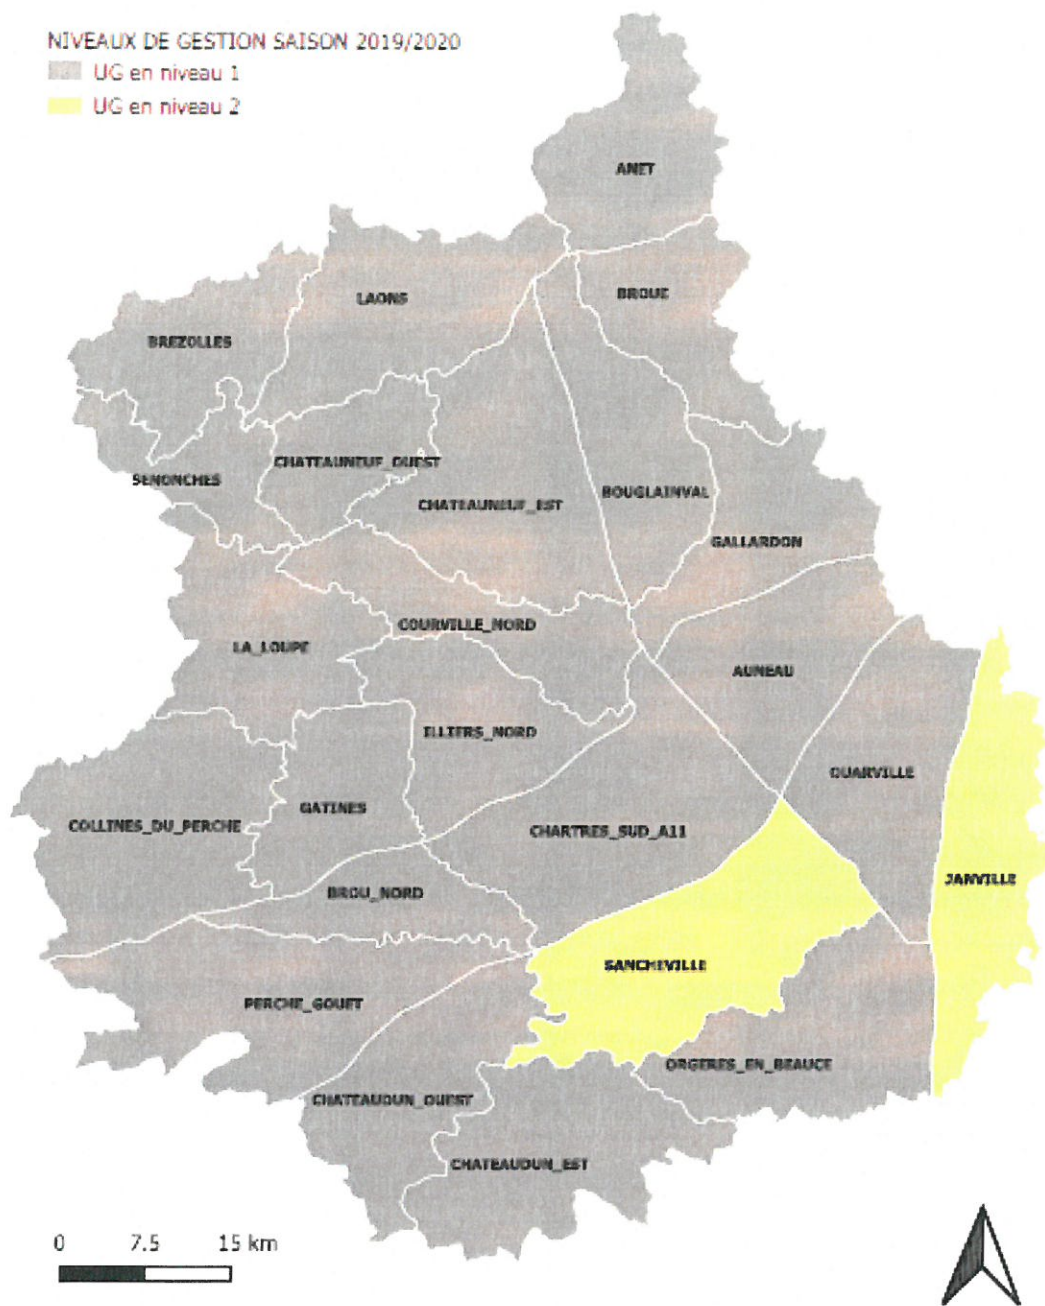 NIVEAUX DE GESTION SAISON 2019/2020
UG en niveau 1
UG en niveau 2
ANET
BROUE
LAONS
BREZOLLES
CHATEAUNEUF_OUEST
SENONCHES
CHATEAUNEUF_EST
BOUGLAINVAL
GALLARDON
COURVILLE_NORD
LA_LOUPE
AUNEAU
ILLIERS_NORD
OUARVILLE
GATINES
COLLINES_DU_PERCHE
CHARTRES_SUD_A11
JANVILLE
BROU_NORD
SANCHEVILLE
PERCHE_GOUET
ORGERES_EN_BEAUCE
CHATEAUDUN_OUEST
CHATEAUDUN_EST
0 7.5 15 km